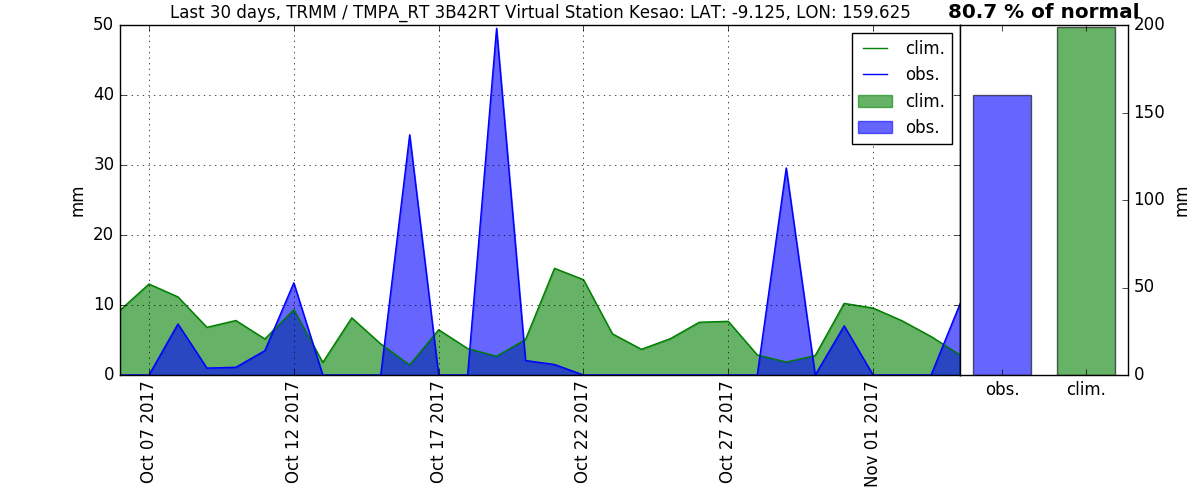 Last 30 days, TRMM / TMPA_RT 3B42RT Virtual Station Kesao: LAT: -9.125, LON: 159.625
80.7 % of normal
50
40
30
20
10
0
mm
clim.
obs.
clim.
obs.
200
150
100
50
0
mm
obs.
clim.
Oct 07 2017
Oct 12 2017
Oct 17 2017
Oct 22 2017
Oct 27 2017
Nov 01 2017